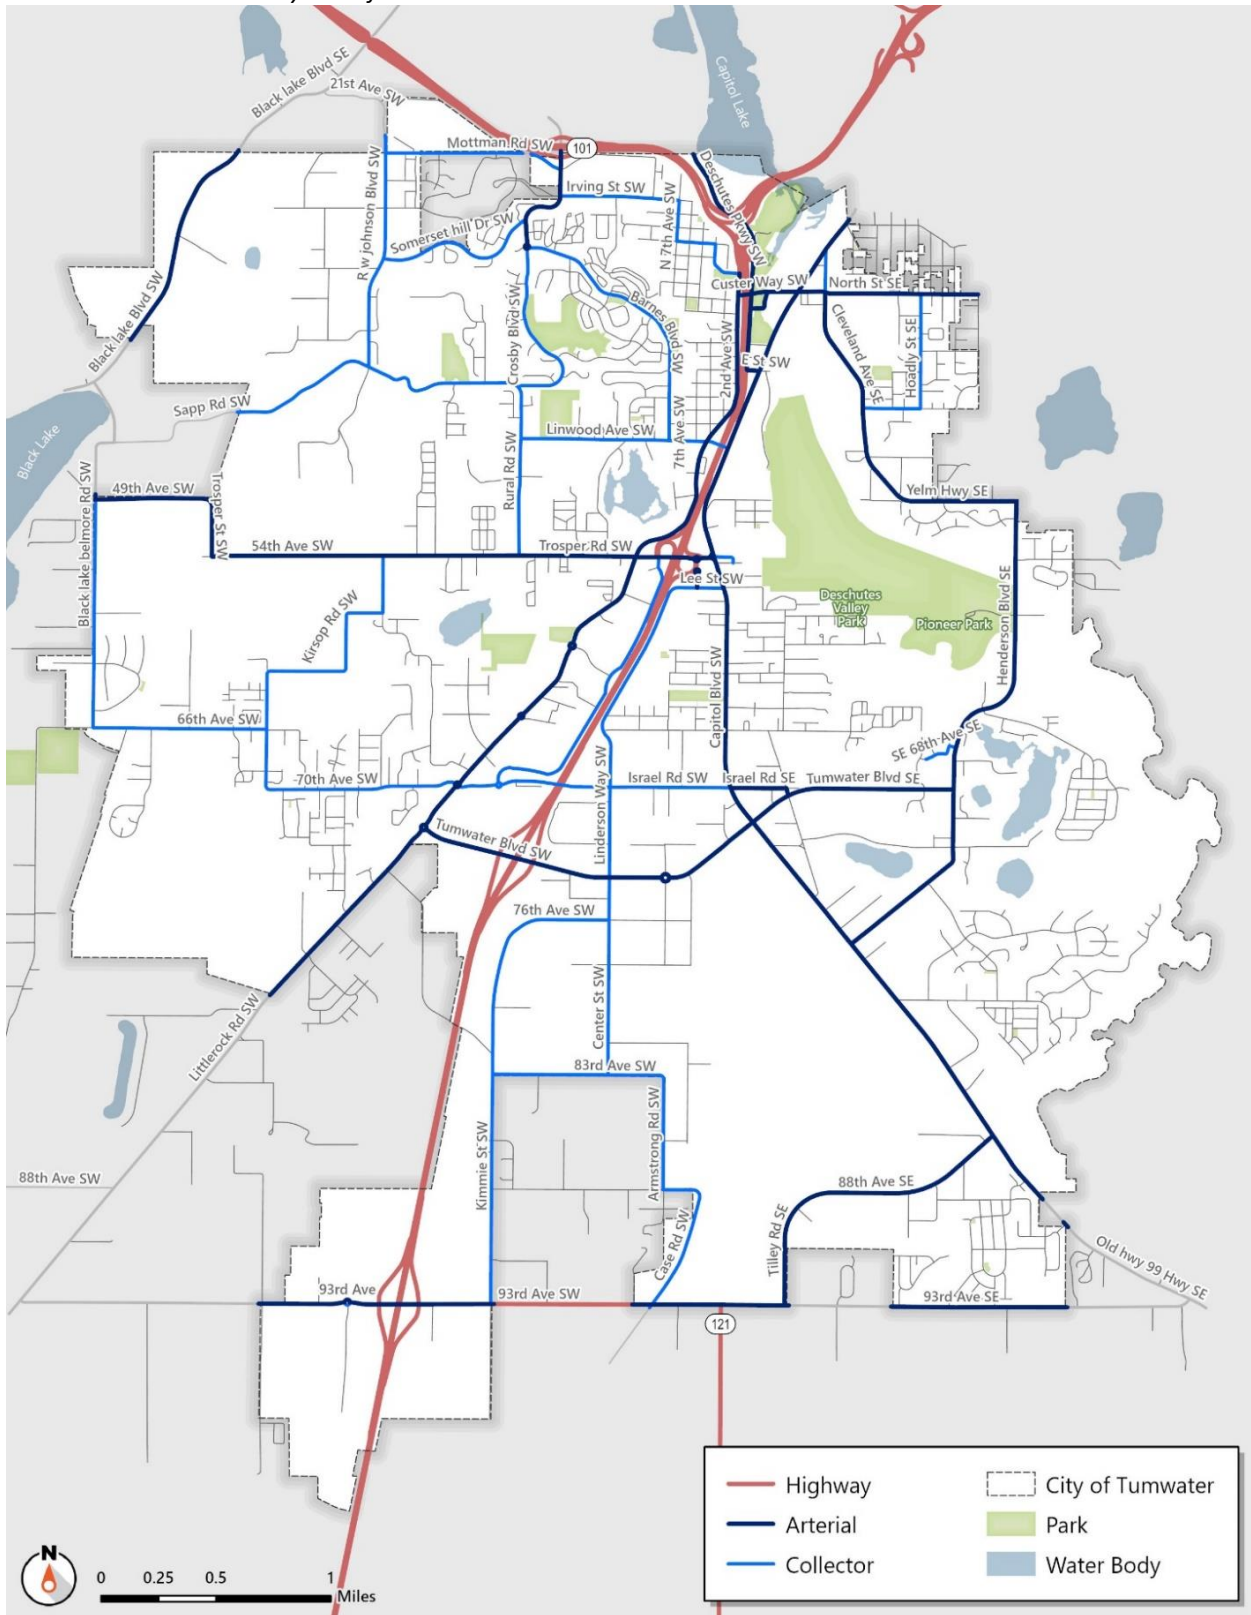 Black lake Blvd SE
21st Ave SW
Capitol Lake
Mottman Rd SW
101
Deschutes Pkwy SW
R w johnson Blvd SW
Irving St SW
N 7th Ave SW
Somerset hill Dr SW
Custer Way SW
North St SE
Black lake Blvd SW
Crosby Blvd SW
Barnes Blvd SW
2nd Ave SW
E St SW
Cleveland Ave SE
Hoadly St SE
Sapp Rd SW
Black Lake
Linwood Ave SW
7th Ave SW
Rural Rd SW
49th Ave SW
Trosper St SW
Yelm Hwy SE
Black lake belmore Rd SW
54th Ave SW
Trosper Rd SW
Lee St SW
Deschutes
Valley
Park
Pioneer Park
Henderson Blvd SE
Kirsop Rd SW
Capitol Blvd SW
66th Ave SW
SE 68th Ave SE
70th Ave SW
Linderson Way SW
Israel Rd SW
Israel Rd SE
Tumwater Blvd SE
Tumwater Blvd SW
76th Ave SW
Center St SW
Littlerock Rd SW
83rd Ave SW
Kimmie St SW
Armstrong Rd SW
88th Ave SW
88th Ave SE
Case Rd SW
Tilley Rd SE
Old hwy 99 Hwy SE
93rd Ave
93rd Ave SW
93rd Ave SE
121
Highway
Arterial
Collector
City of Tumwater
Park
Water Body
N
0 0.25 0.5 1
Miles